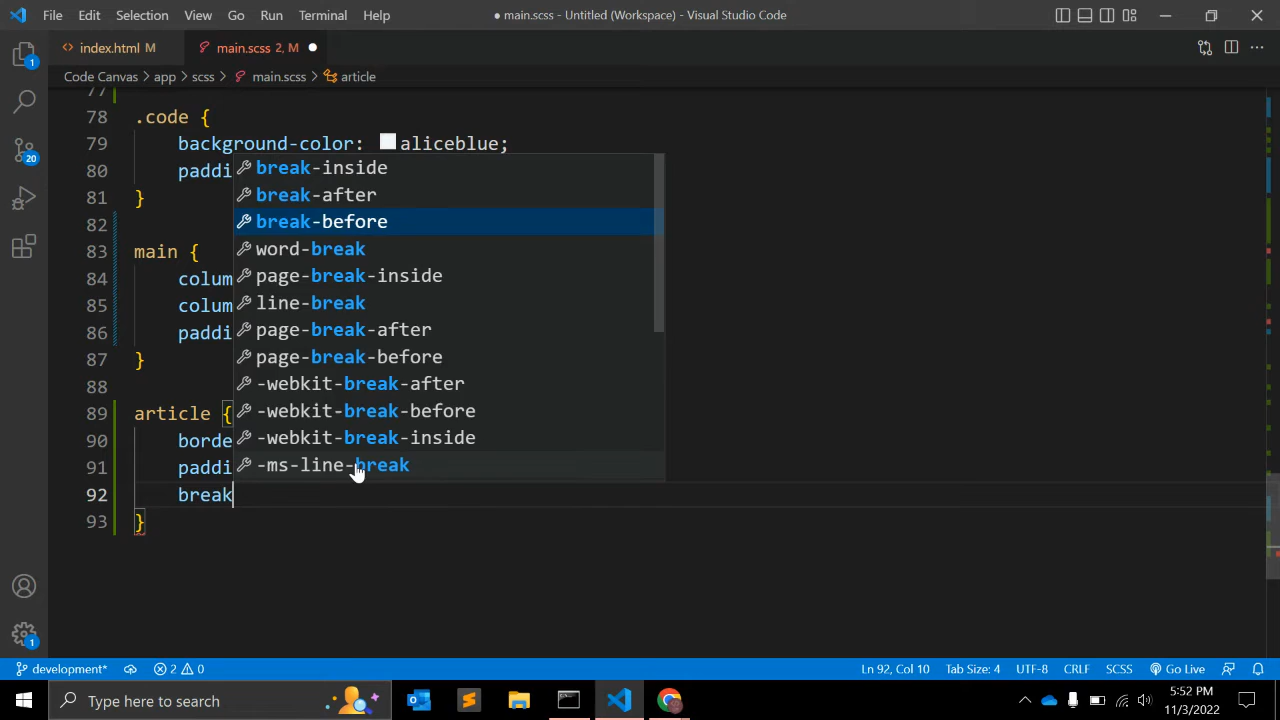 File Edit Selection View Go Run Terminal Help
● main.scss - Untitled (Workspace) - Visual Studio Code
index.html M
main.scss 2, M
Code Canvas > app > scss > main.scss > article
77
78 .code {
79 background-color: aliceblue;
80 paddi
81 }
82
83 main {
84 colum
85 colum
86 paddi
87 }
88
89 article {
90 borde
91 paddi
92 break
93 }
break-inside
break-after
break-before
word-break
page-break-inside
line-break
page-break-after
page-break-before
-webkit-break-after
-webkit-break-before
-webkit-break-inside
-ms-line-break
1
20
1
development* 2 0
Ln 92, Col 10 Tab Size: 4 UTF-8 CRLF SCSS Go Live
Type here to search
5:52 PM
11/3/2022